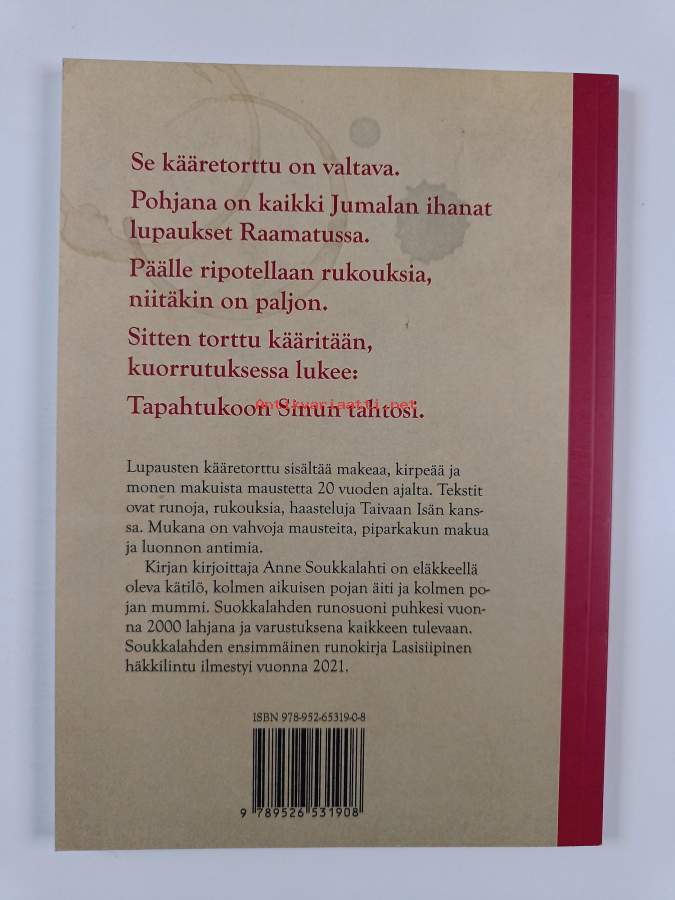 Se kääretorttu on valtava.
Pohjana on kaikki Jumalan ihanat
lupaukset Raamatussa.
Päälle ripotellaan rukouksia,
niitäkin on paljon.
Sitten torttu kääritään,
kuorrutuksessa lukee:
Tapahtukoon Sinun tahtosi.
Antikvariaatti.net
Lupausten kääretorttu sisältää makeaa, kirpeää ja
monen makuista maustetta 20 vuoden ajalta. Tekstit
ovat runoja, rukouksia, haasteluja Taivaan Isän kans-
sa. Mukana on vahvoja mausteita, piparkakun makua
ja luonnon antimia.
Kirjan kirjoittaja Anne Soukkalahti on eläkkeellä
oleva kätilö, kolmen aikuisen pojan äiti ja kolmen po-
jan mummi. Suokkalahden runosuoni puhkesi vuon-
na 2000 lahjana ja varustuksena kaikkeen tulevaan.
Soukkalahden ensimmäinen runokirja Lasisiipinen
häkkilintu ilmestyi vuonna 2021.
ISBN 978-952-65319-0-8
9 789526 531908